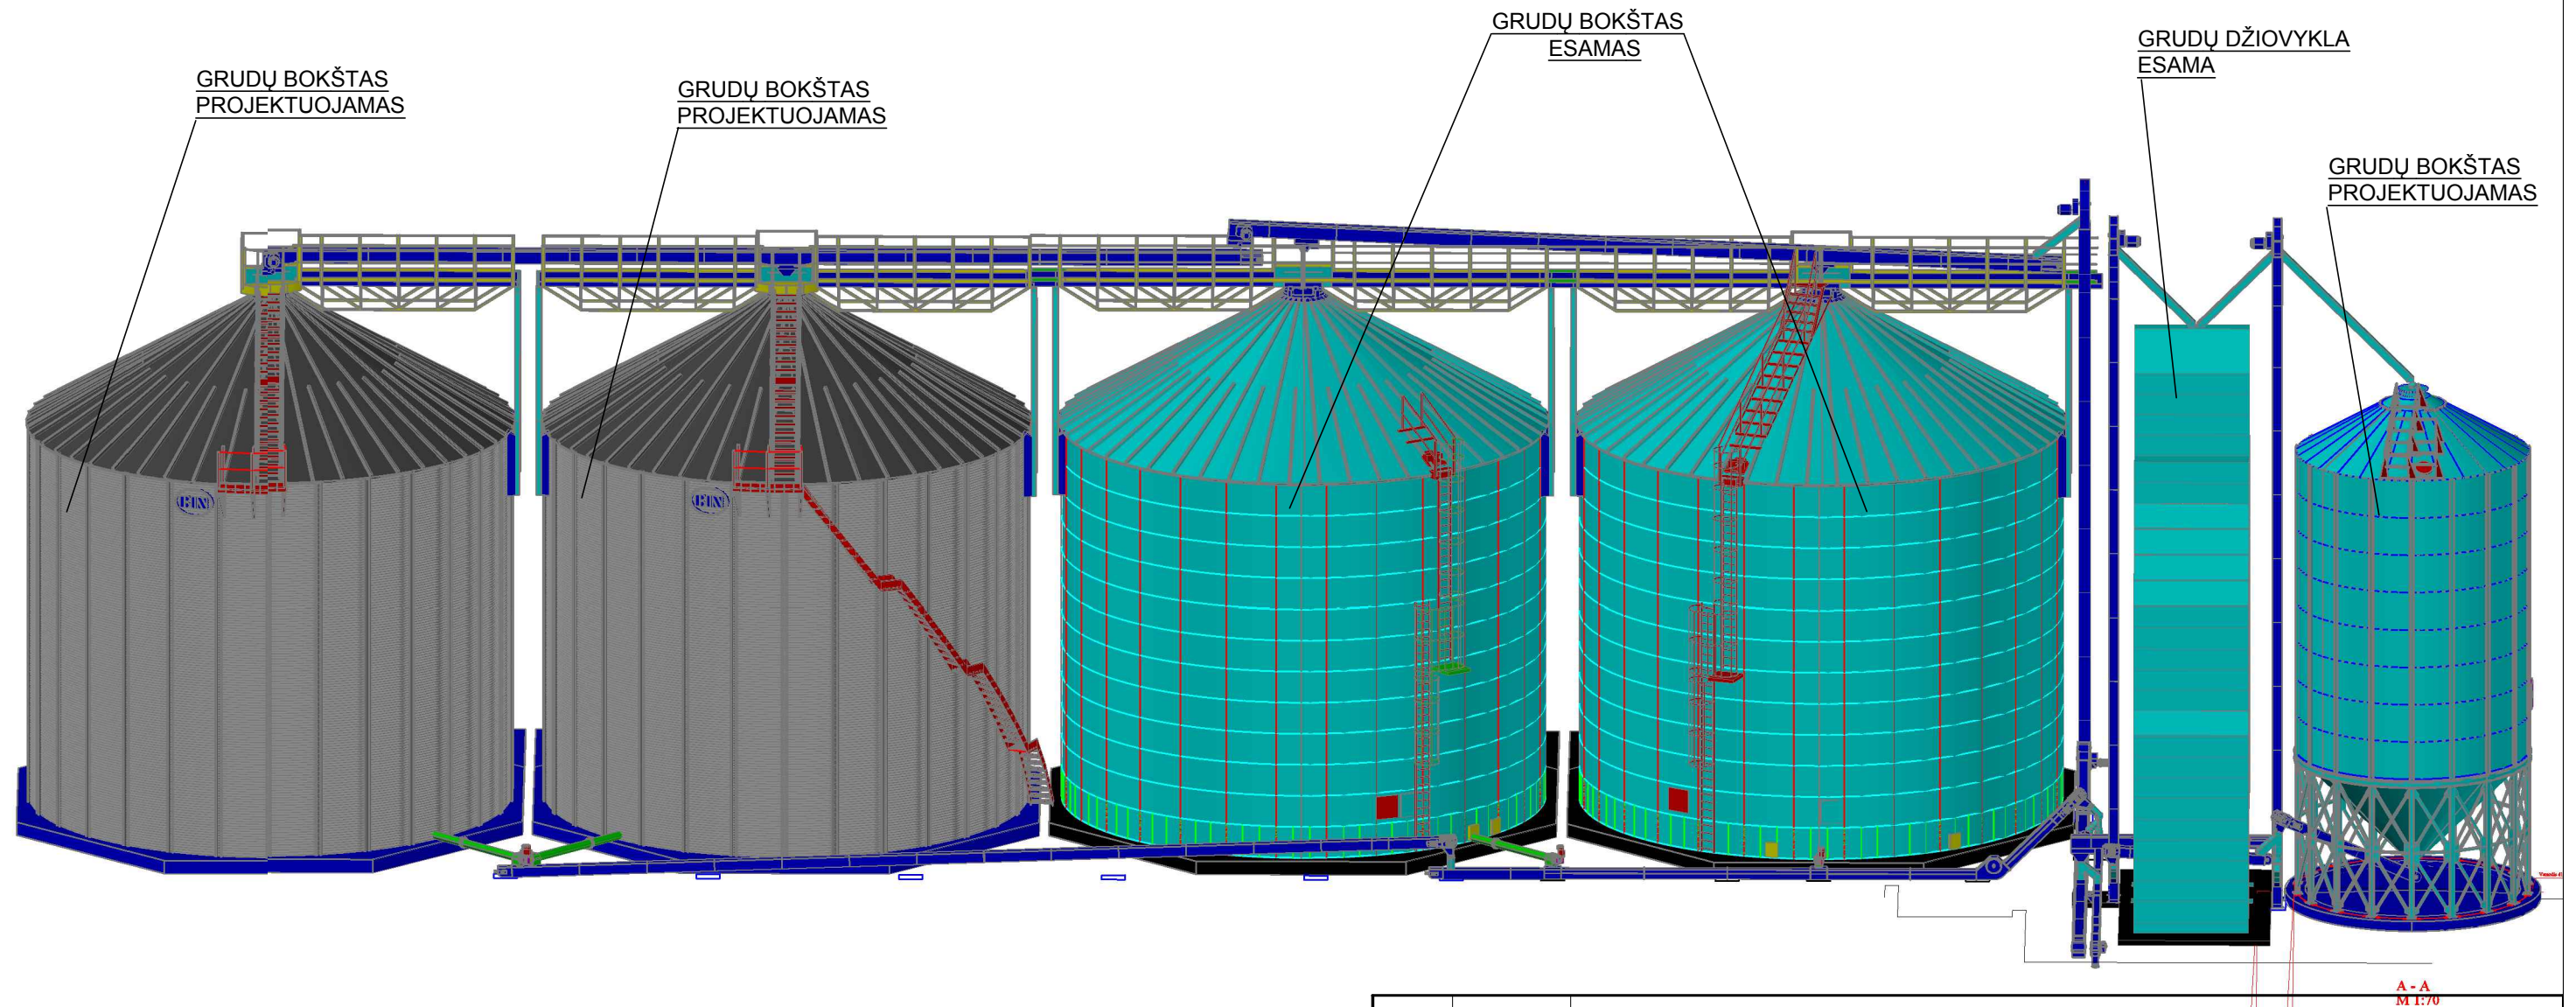 GRUDŲ BOKŠTAS
ESAMAS
GRUDŲ DŽIOVYKLA
ESAMA
GRUDŲ BOKŠTAS
PROJEKTUOJAMAS
GRUDŲ BOKŠTAS
PROJEKTUOJAMAS
GRUDŲ BOKŠTAS
PROJEKTUOJAMAS
A - A
M 1:70